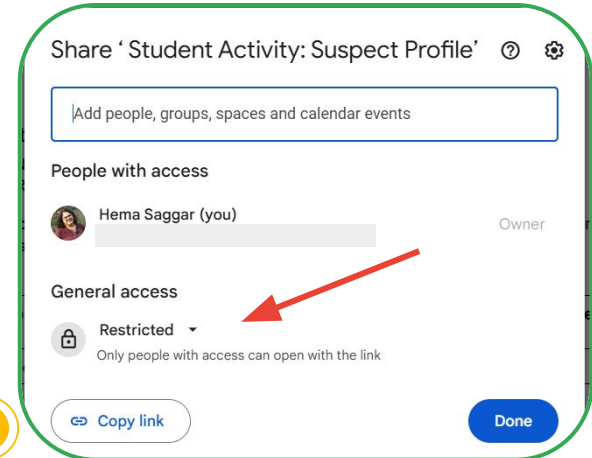 Share ‘ Student Activity: Suspect Profile’
Add people, groups, spaces and calendar events
People with access
Hema Saggar (you)
Owner
General access
Restricted
Only people with access can open with the link
Copy link
Done